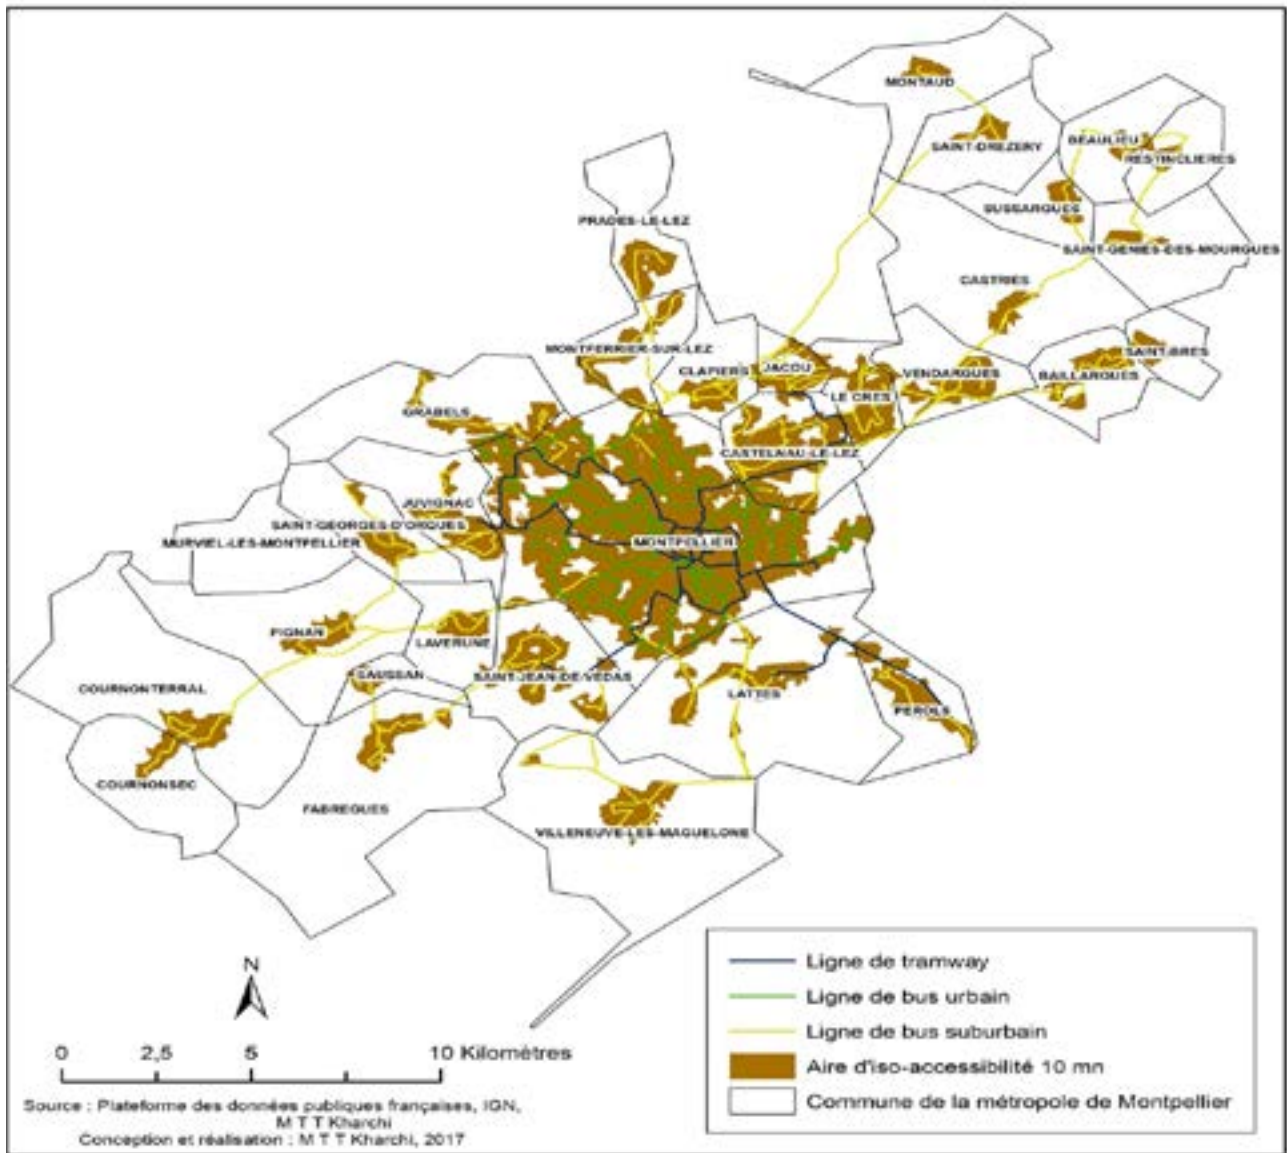 MONTAUD
SAINT-DREZERY
BEAULIEU
RESTINCLIERES
SUSSARGUES
PRADES-LE-LEZ
SAINT-GENIES-DES-MOURGUES
CASTRIES
MONTFERRIER-SUR-LEZ
SAINT-BRES
CLAPIERS
JACOU
VENDARGUES
BAILLARGUES
LE CRES
GRABELS
CASTELNAU-LE-LEZ
JUVIGNAC
SAINT-GEORGES-D'ORQUES
MURVIEL-LES-MONTPELLIER
MONTPELLIER
PIGNAN
LAVERUNE
SAUSSAN
SAINT-JEAN-DE-VEDAS
COURNONTERRAL
LATTES
PEROLS
COURNONSEC
FABREGUES
VILLENEUVE-LES-MAGUELONE
N
0 2,5 5 10 Kilomètres
Source : Plateforme des données publiques françaises, IGN,
M T T Kharchi
Conception et réalisation : M T T Kharchi, 2017
Ligne de tramway
Ligne de bus urbain
Ligne de bus suburbain
Aire d'iso-accessibilité 10 mn
Commune de la métropole de Montpellier